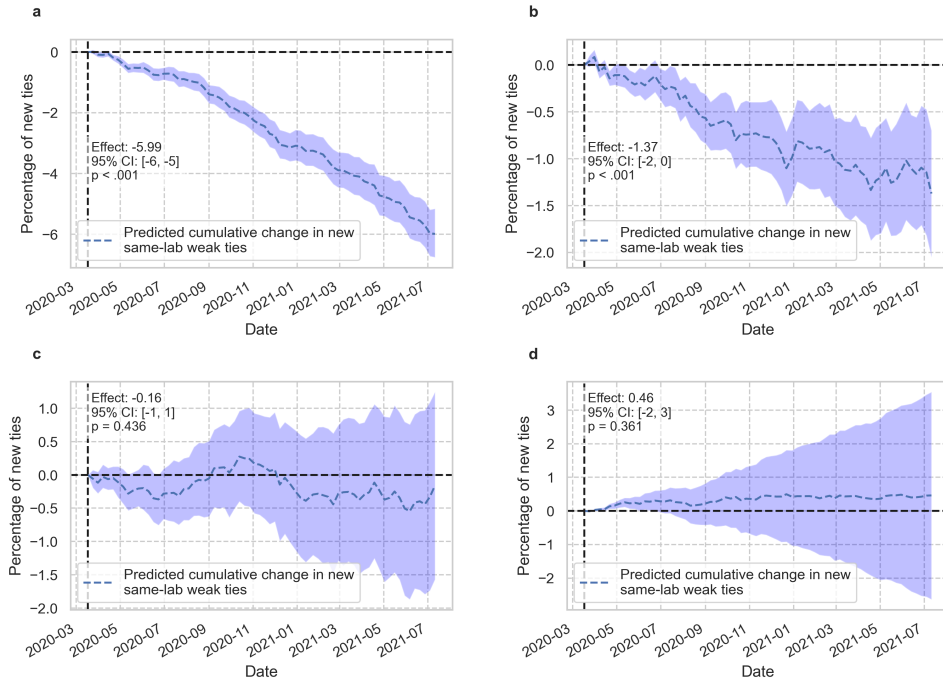 a
0
−2
−4
−6
Percentage of new ties
Effect: -5.99
95% CI: [-6, -5]
p < .001
Predicted cumulative change in new
same-lab weak ties
2020-03
2020-05
2020-07
2020-09
2020-11
2021-01
2021-03
2021-05
2021-07
Date
b
0.0
−0.5
−1.0
−1.5
−2.0
Percentage of new ties
Effect: -1.37
95% CI: [-2, 0]
p < .001
Predicted cumulative change in new
same-lab weak ties
2020-03
2020-05
2020-07
2020-09
2020-11
2021-01
2021-03
2021-05
2021-07
Date
c
1.0
0.5
0.0
−0.5
−1.0
−1.5
−2.0
Percentage of new ties
Effect: -0.16
95% CI: [-1, 1]
p = 0.436
Predicted cumulative change in new
same-lab weak ties
2020-03
2020-05
2020-07
2020-09
2020-11
2021-01
2021-03
2021-05
2021-07
Date
d
3
2
1
0
−1
−2
Percentage of new ties
Effect: 0.46
95% CI: [-2, 3]
p = 0.361
Predicted cumulative change in new
same-lab weak ties
2020-03
2020-05
2020-07
2020-09
2020-11
2021-01
2021-03
2021-05
2021-07
Date